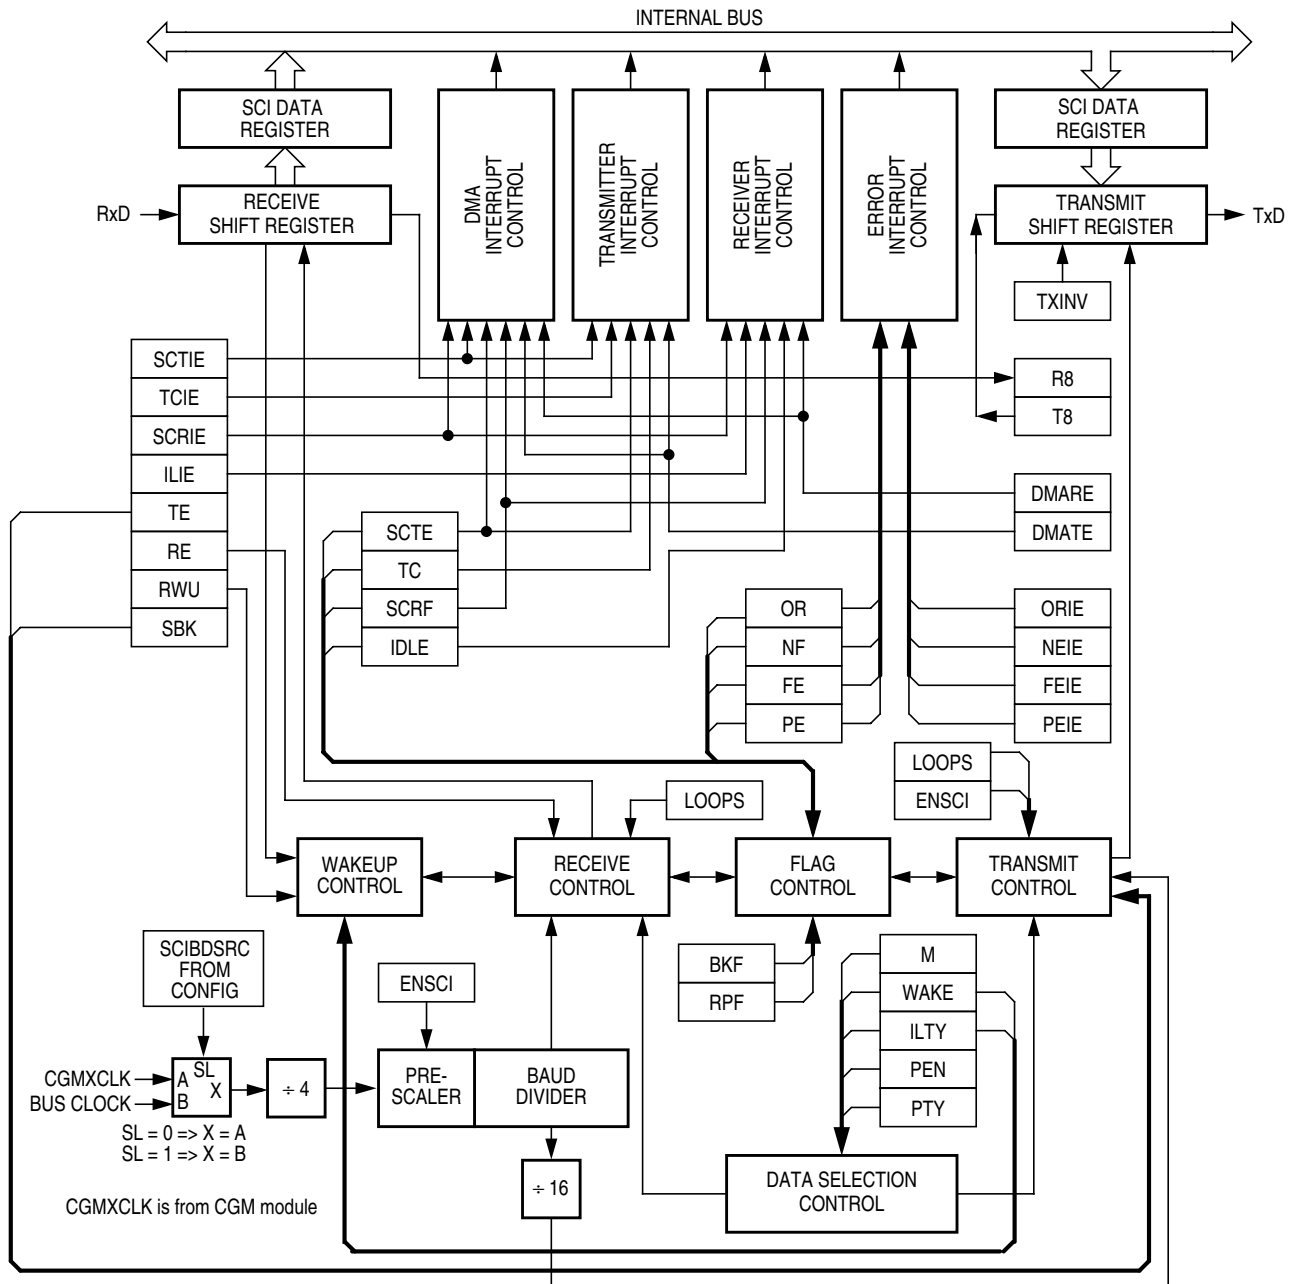 INTERNAL BUS
SCI DATA
REGISTER
SCI DATA
REGISTER
DMA
INTERRUPT
CONTROL
TRANSMITTER
INTERRUPT
CONTROL
RECEIVER
INTERRUPT
CONTROL
ERROR
INTERRUPT
CONTROL
RxD
RECEIVE
SHIFT REGISTER
TRANSMIT
SHIFT REGISTER
TxD
TXINV
SCTIE
TCIE
SCRIE
ILIE
TE
RE
RWU
SBK
R8
T8
DMARE
DMATE
SCTE
TC
SCRF
IDLE
OR
NF
FE
PE
ORIE
NEIE
FEIE
PEIE
LOOPS
LOOPS
ENSCI
WAKEUP
CONTROL
RECEIVE
CONTROL
FLAG
CONTROL
TRANSMIT
CONTROL
SCIBDSRC
FROM
CONFIG
ENSCI
BKF
RPF
M
WAKE
ILTY
PEN
PTY
CGMXCLK
BUS CLOCK
SL
A
X
B
÷ 4
PRE-
SCALER
BAUD
DIVIDER
SL = 0 => X = A
SL = 1 => X = B
÷ 16
DATA SELECTION
CONTROL
CGMXCLK is from CGM module